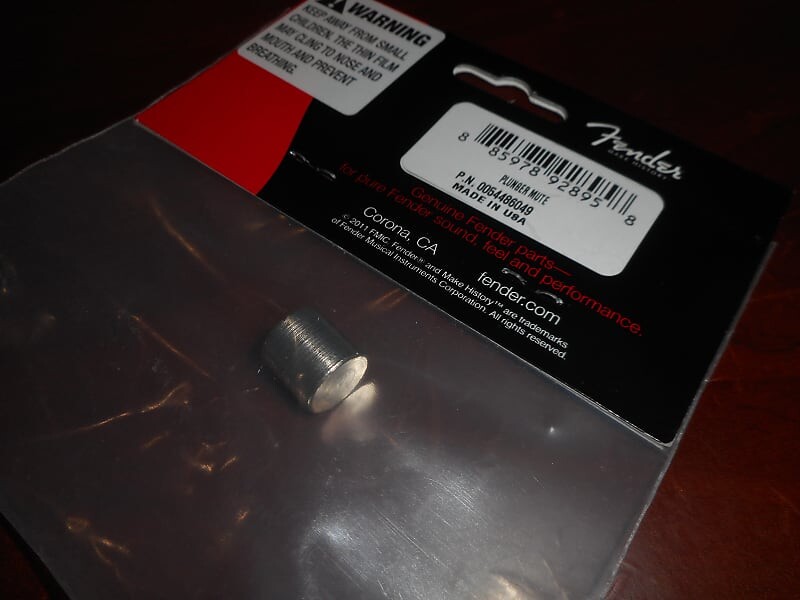 WARNING
KEEP AWAY FROM SMALL
CHILDREN. THE THIN FILM
MAY CLING TO NOSE AND
MOUTH AND PREVENT
BREATHING.
Fender
MAKE HISTORY
8 85978 92895 8
PLUNGER MUTE
P.N. 0054486049
MADE IN USA
Genuine Fender parts—
for pure Fender sound, feel and performance.
Corona, CA
fender.com
© 2011 FMIC. Fender® and Make History™ are trademarks
of Fender Musical Instruments Corporation. All rights reserved.